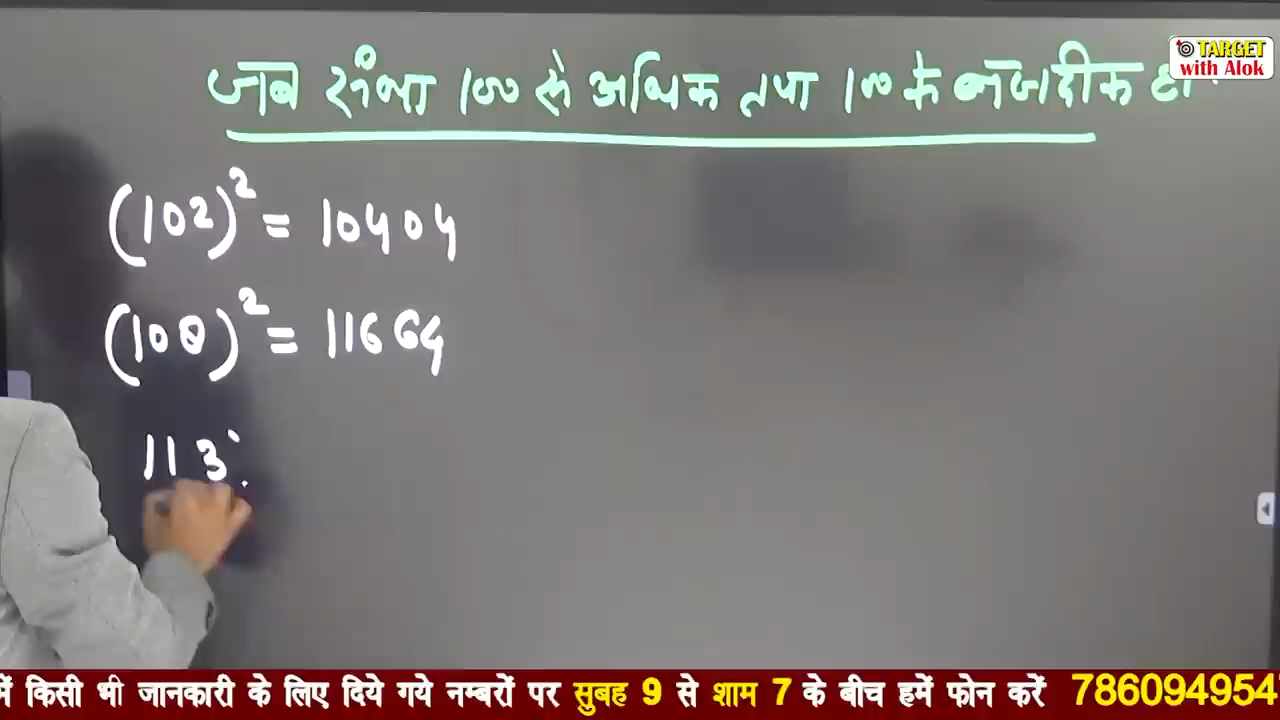 TARGET
with Alok
जब संख्या 100 से अधिक तथा 100 के नजदीक हो
(102)² = 10404
(108)² = 11664
113
में किसी भी जानकारी के लिए दिये गये नम्बरों पर सुबह 9 से शाम 7 के बीच हमें फोन करें 786094954